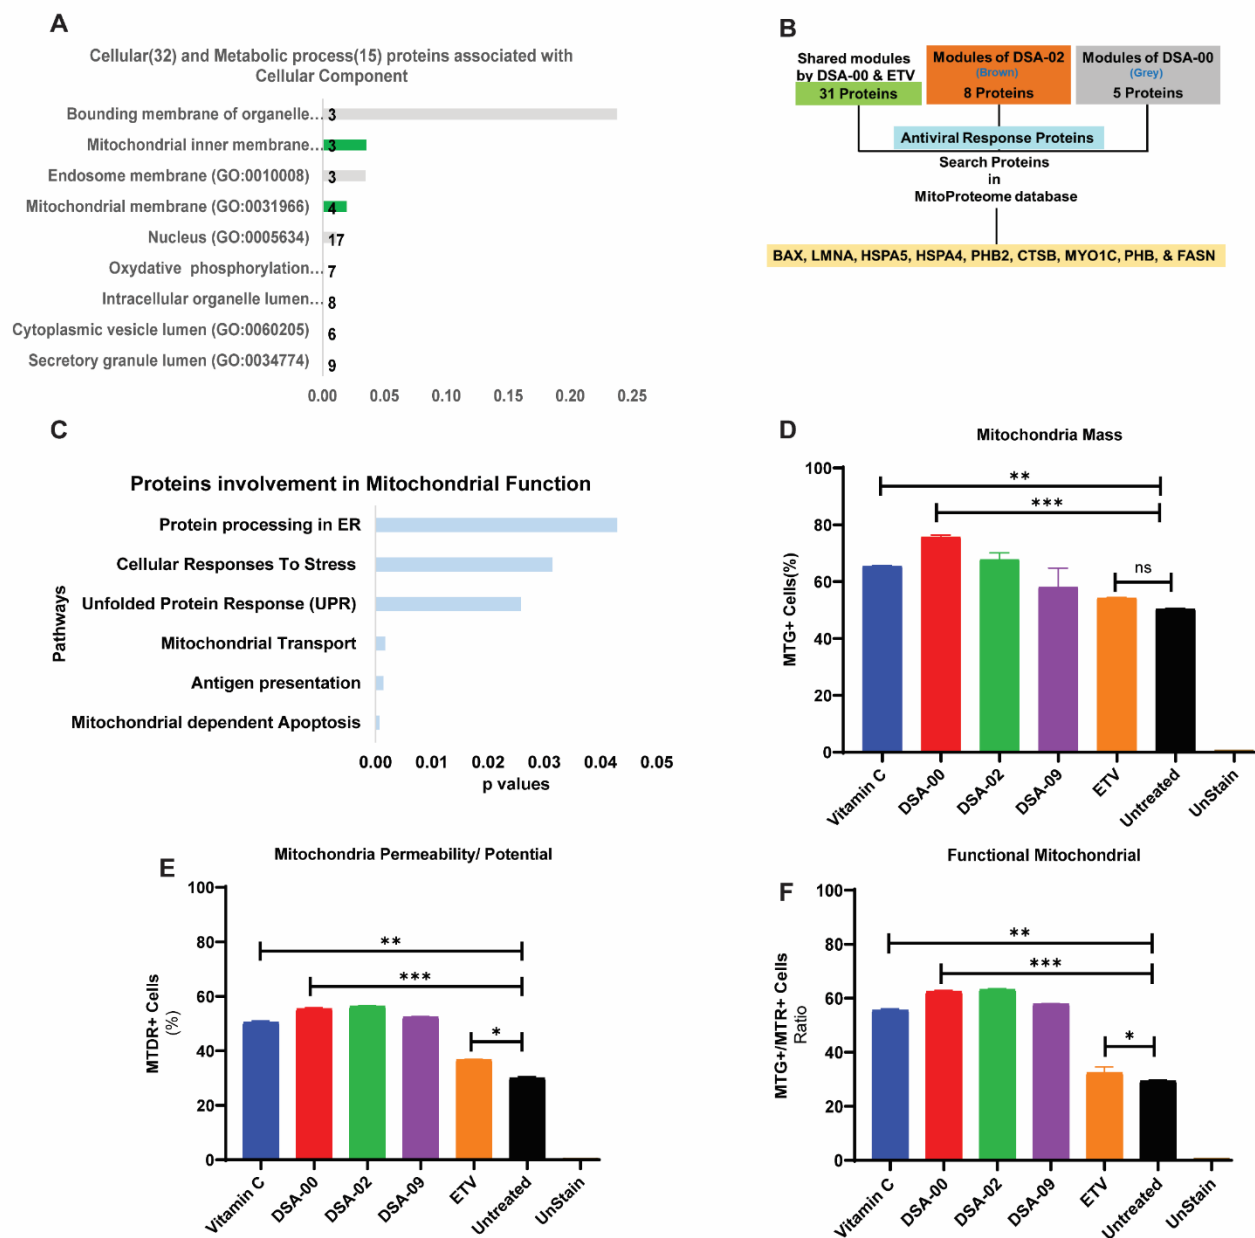 A
Cellular(32) and Metabolic process(15) proteins associated with
Cellular Component
Bounding membrane of organelle... 3
Mitochondrial inner membrane... 3
Endosome membrane (GO:0010008) 3
Mitochondrial membrane (GO:0031966) 4
Nucleus (GO:0005634) 17
Oxydative phosphorylation... 7
Intracellular organelle lumen... 8
Cytoplasmic vesicle lumen (GO:0060205) 6
Secretory granule lumen (GO:0034774) 9
0.00 0.05 0.10 0.15 0.20 0.25
B
Shared modules
by DSA-00 & ETV
31 Proteins
Modules of DSA-02
(Brown)
8 Proteins
Modules of DSA-00
(Grey)
5 Proteins
Antiviral Response Proteins
Search Proteins
in
MitoProteome database
BAX, LMNA, HSPA5, HSPA4, PHB2, CTSB, MYO1C, PHB, & FASN
C
Proteins involvement in Mitochondrial Function
Pathways
Protein processing in ER
Cellular Responses To Stress
Unfolded Protein Response (UPR)
Mitochondrial Transport
Antigen presentation
Mitochondrial dependent Apoptosis
0.00 0.01 0.02 0.03 0.04 0.05
p values
D
Mitochondria Mass
MTG+ Cells(%)
100
80
60
40
20
0
**
***
ns
Vitamin C
DSA-00
DSA-02
DSA-09
ETV
Untreated
UnStain
E
Mitochondria Permeability/ Potential
MTDR+ Cells
(%)
100
80
60
40
20
0
**
***
*
Vitamin C
DSA-00
DSA-02
DSA-09
ETV
Untreated
UnStain
F
Functional Mitochondrial
MTG+/MTR+ Cells
Ratio
100
80
60
40
20
0
**
***
*
Vitamin C
DSA-00
DSA-02
DSA-09
ETV
Untreated
UnStain